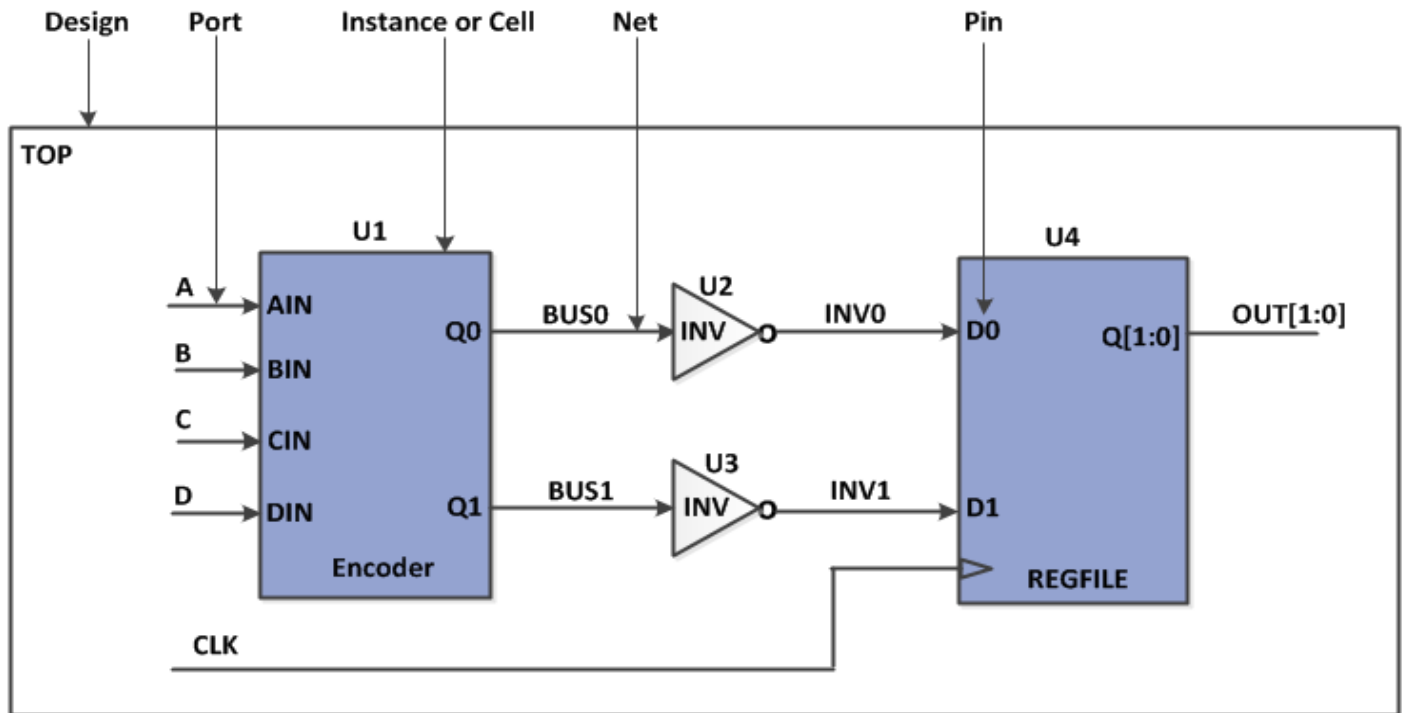 Design Port Instance or Cell Net Pin
TOP
U1
U4
A
AIN
B
BIN
C
CIN
D
DIN
Q0
Q1
Encoder
BUS0
U2
INV
INV0
BUS1
U3
INV
INV1
D0
Q[1:0]
OUT[1:0]
D1
REGFILE
CLK